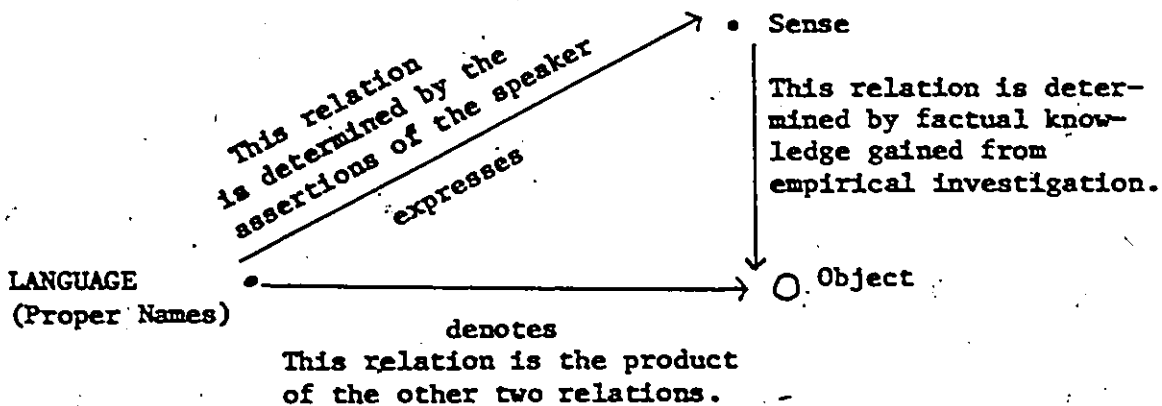 Sense
This relation
is determined by the
assertions of the speaker
expresses
This relation is deter-
mined by factual know-
ledge gained from
empirical investigation.
LANGUAGE
(Proper Names)
Object
denotes
This relation is the product
of the other two relations.